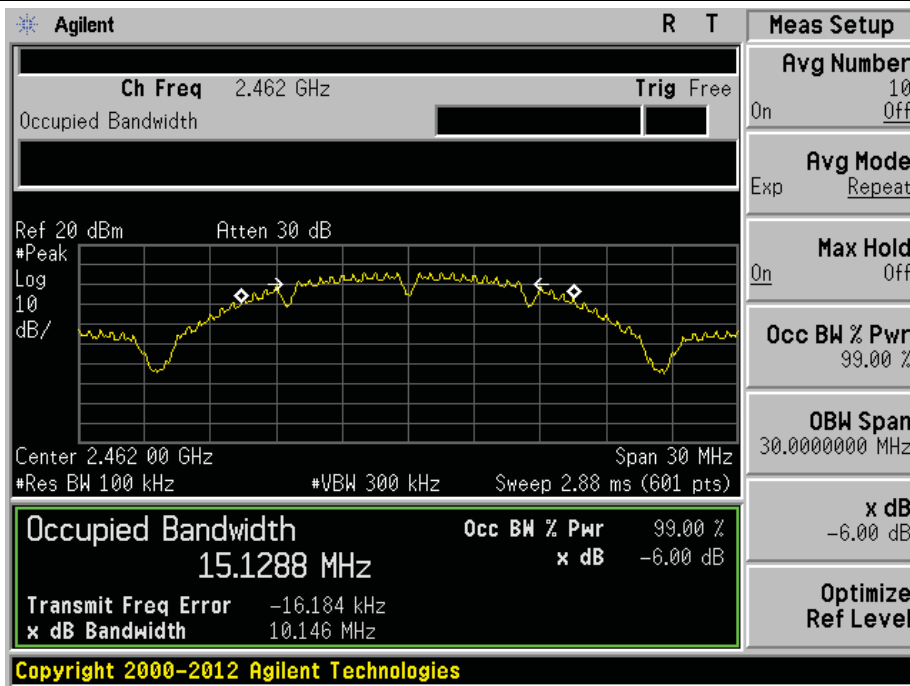 Agilent R T
Ch Freq 2.462 GHz Trig Free
Occupied Bandwidth
Ref 20 dBm Atten 30 dB
#Peak
Log
10
dB/
Center 2.462 00 GHz Span 30 MHz
#Res BW 100 kHz #VBW 300 kHz Sweep 2.88 ms (601 pts)
Occupied Bandwidth Occ BW % Pwr 99.00 %
15.1288 MHz x dB -6.00 dB
Transmit Freq Error -16.184 kHz
x dB Bandwidth 10.146 MHz
Copyright 2000-2012 Agilent Technologies
Meas Setup
Avg Number
10
On Off
Avg Mode
Exp Repeat
Max Hold
On Off
Occ BW % Pwr
99.00 %
OBW Span
30.0000000 MHz
x dB
-6.00 dB
Optimize
Ref Level